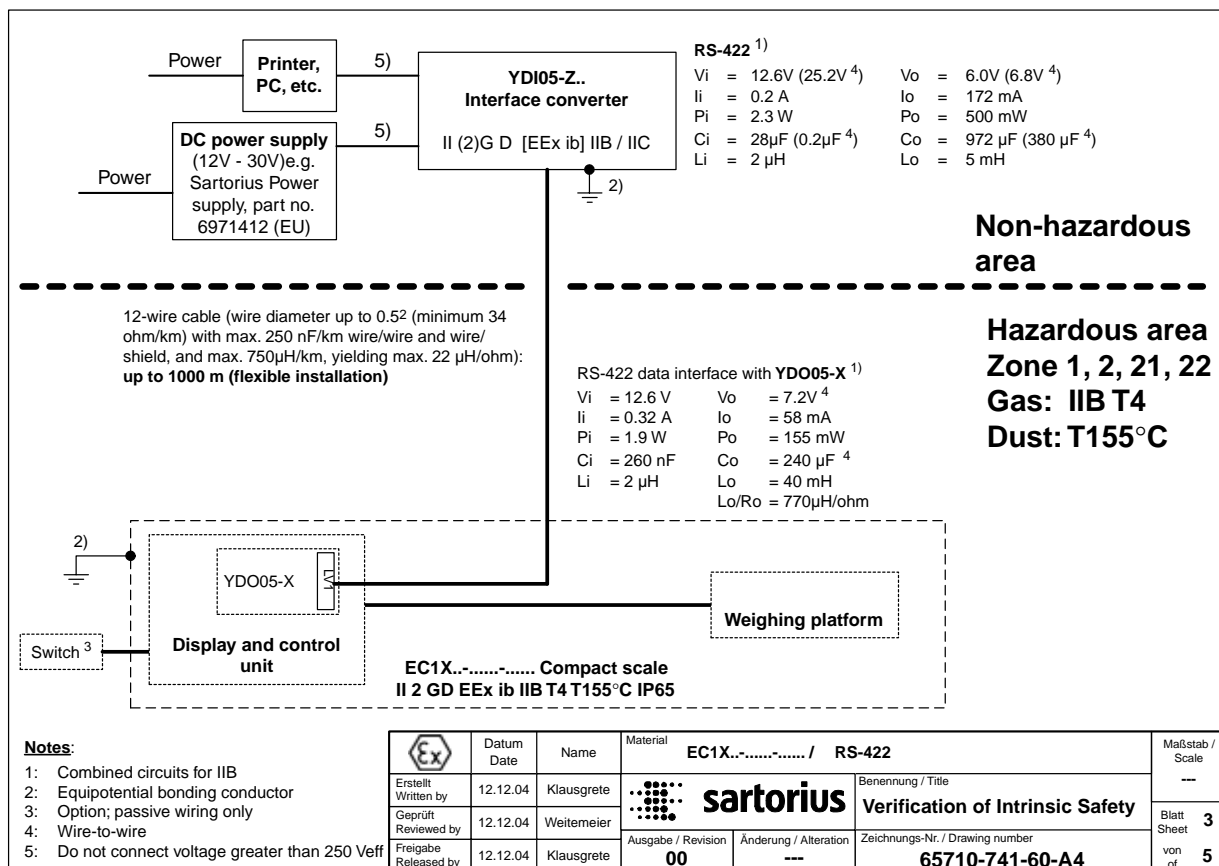 Power
Printer,
PC, etc.
5)
DC power supply
(12V - 30V)e.g.
Sartorius Power
supply, part no.
6971412 (EU)
Power
5)
YDI05-Z..
Interface converter
II (2)G D [EEx ib] IIB / IIC
2)
RS-422 1)
Vi = 12.6V (25.2V 4) Vo = 6.0V (6.8V 4)
Ii = 0.2 A Io = 172 mA
Pi = 2.3 W Po = 500 mW
Ci = 28µF (0.2µF 4) Co = 972 µF (380 µF 4)
Li = 2 µH Lo = 5 mH
Non-hazardous
area
12-wire cable (wire diameter up to 0.5² (minimum 34
ohm/km) with max. 250 nF/km wire/wire and wire/
shield, and max. 750µH/km, yielding max. 22 µH/ohm):
up to 1000 m (flexible installation)
Hazardous area
Zone 1, 2, 21, 22
Gas: IIB T4
Dust: T155°C
RS-422 data interface with YDO05-X 1)
Vi = 12.6 V Vo = 7.2V 4
Ii = 0.32 A Io = 58 mA
Pi = 1.9 W Po = 155 mW
Ci = 260 nF Co = 240 µF 4
Li = 2 µH Lo = 40 mH
Lo/Ro = 770µH/ohm
2)
YDO05-X
LV1
Display and control
unit
Switch 3
Weighing platform
EC1X..-......-...... Compact scale
II 2 GD EEx ib IIB T4 T155°C IP65
Notes:
1: Combined circuits for IIB
2: Equipotential bonding conductor
3: Option; passive wiring only
4: Wire-to-wire
5: Do not connect voltage greater than 250 Veff
Ex
Datum
Date
Name
Material
EC1X..-......-...... / RS-422
Maßstab /
Scale
---
Erstellt
Written by
12.12.04
Klausgrete
Geprüft
Reviewed by
12.12.04
Weitemeier
Freigabe
Released by
12.12.04
Klausgrete
sartorius
Benennung / Title
Verification of Intrinsic Safety
Ausgabe / Revision
00
Änderung / Alteration
---
Zeichnungs-Nr. / Drawing number
65710-741-60-A4
Blatt
Sheet
3
von
of
5